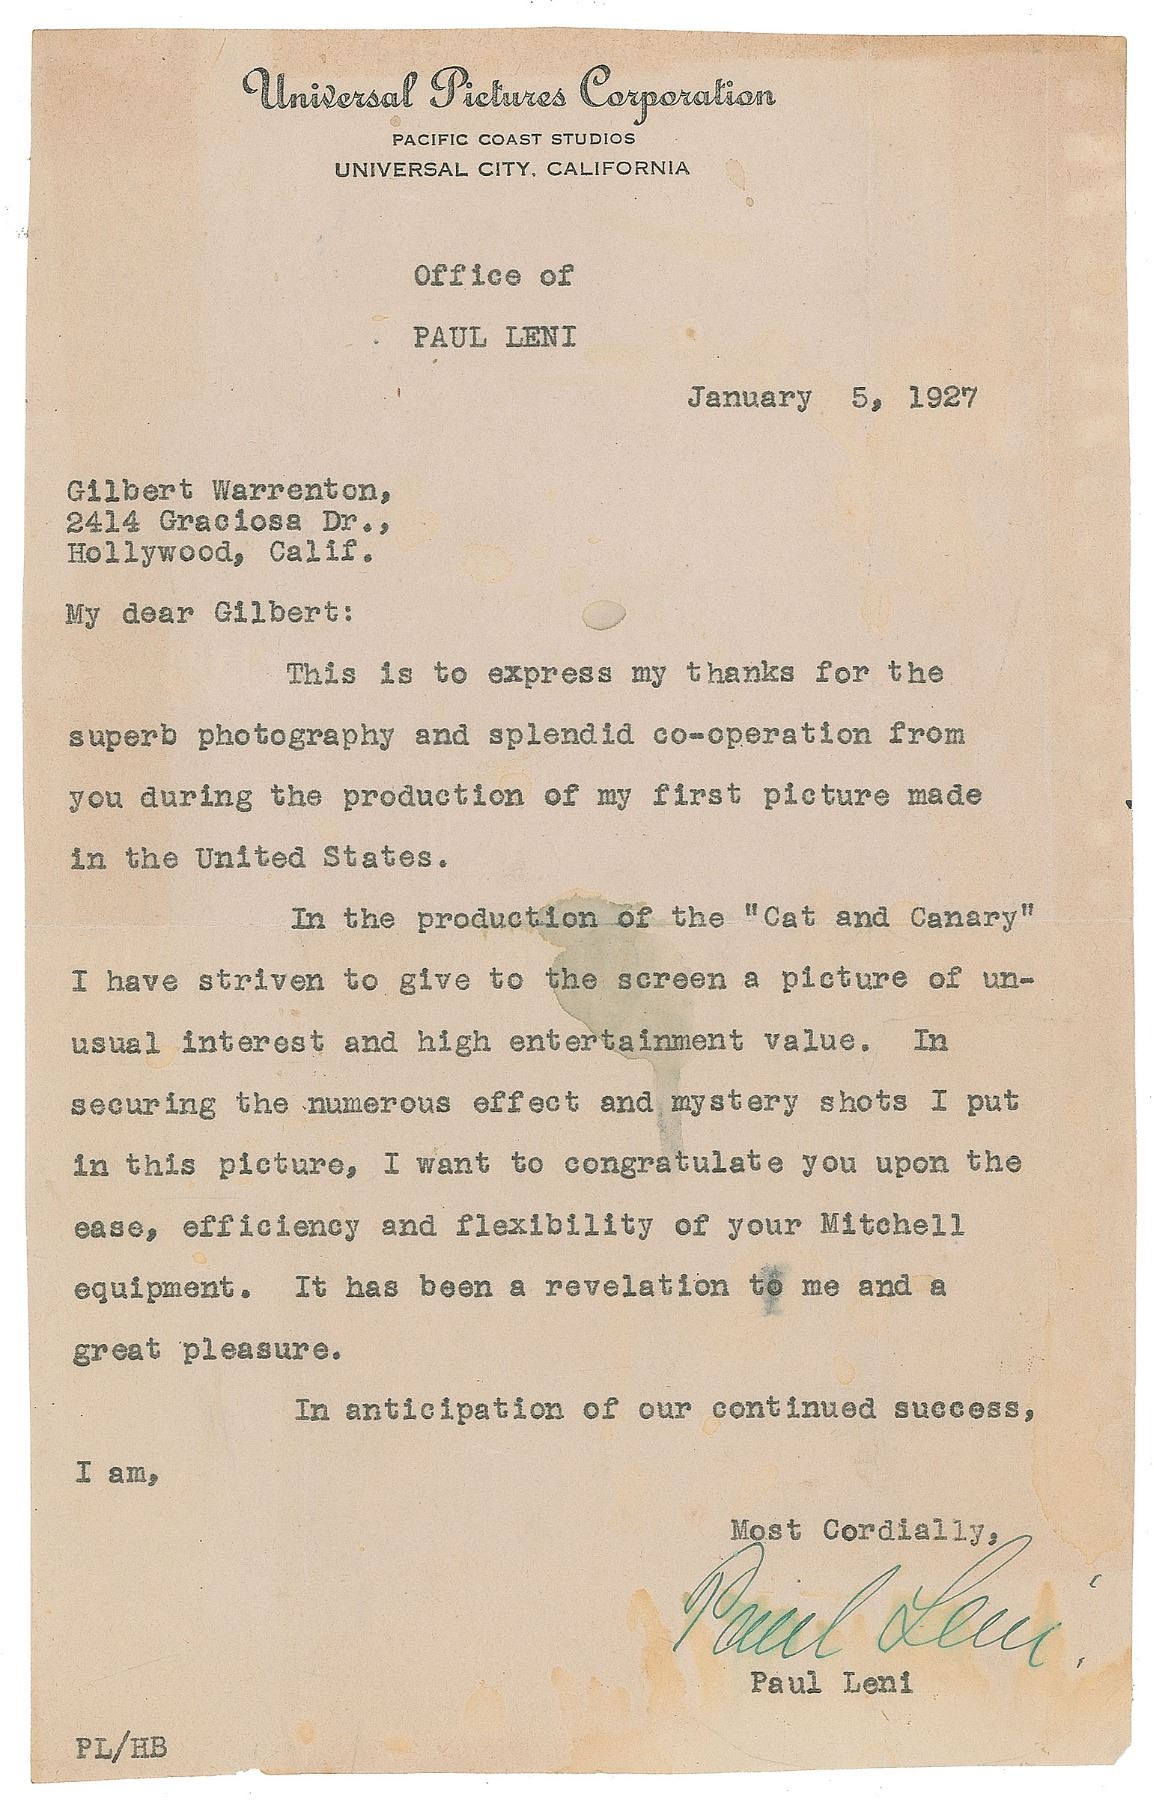 Universal Pictures Corporation
PACIFIC COAST STUDIOS
UNIVERSAL CITY, CALIFORNIA
Office of
PAUL LENI
January 5, 1927
Gilbert Warrenton,
2414 Graciosa Dr.,
Hollywood, Calif.
My dear Gilbert:
This is to express my thanks for the
superb photography and splendid co-operation from
you during the production of my first picture made
in the United States.
In the production of the "Cat and Canary"
I have striven to give to the screen a picture of un-
usual interest and high entertainment value. In
securing the numerous effect and mystery shots I put
in this picture, I want to congratulate you upon the
ease, efficiency and flexibility of your Mitchell
equipment. It has been a revelation to me and a
great pleasure.
In anticipation of our continued success,
I am,
Most Cordially,
Paul Leni
Paul Leni
PL/HB